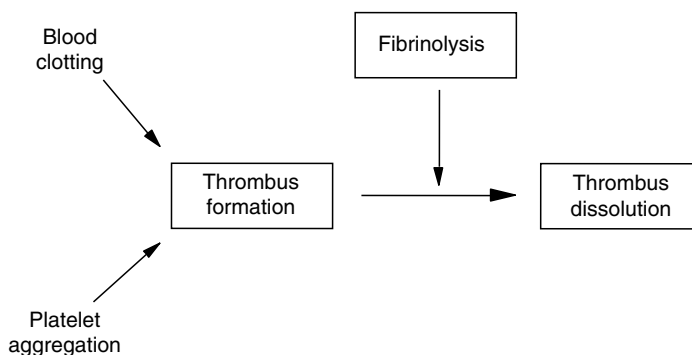 Blood
clotting
Fibrinolysis
Thrombus
formation
Thrombus
dissolution
Platelet
aggregation